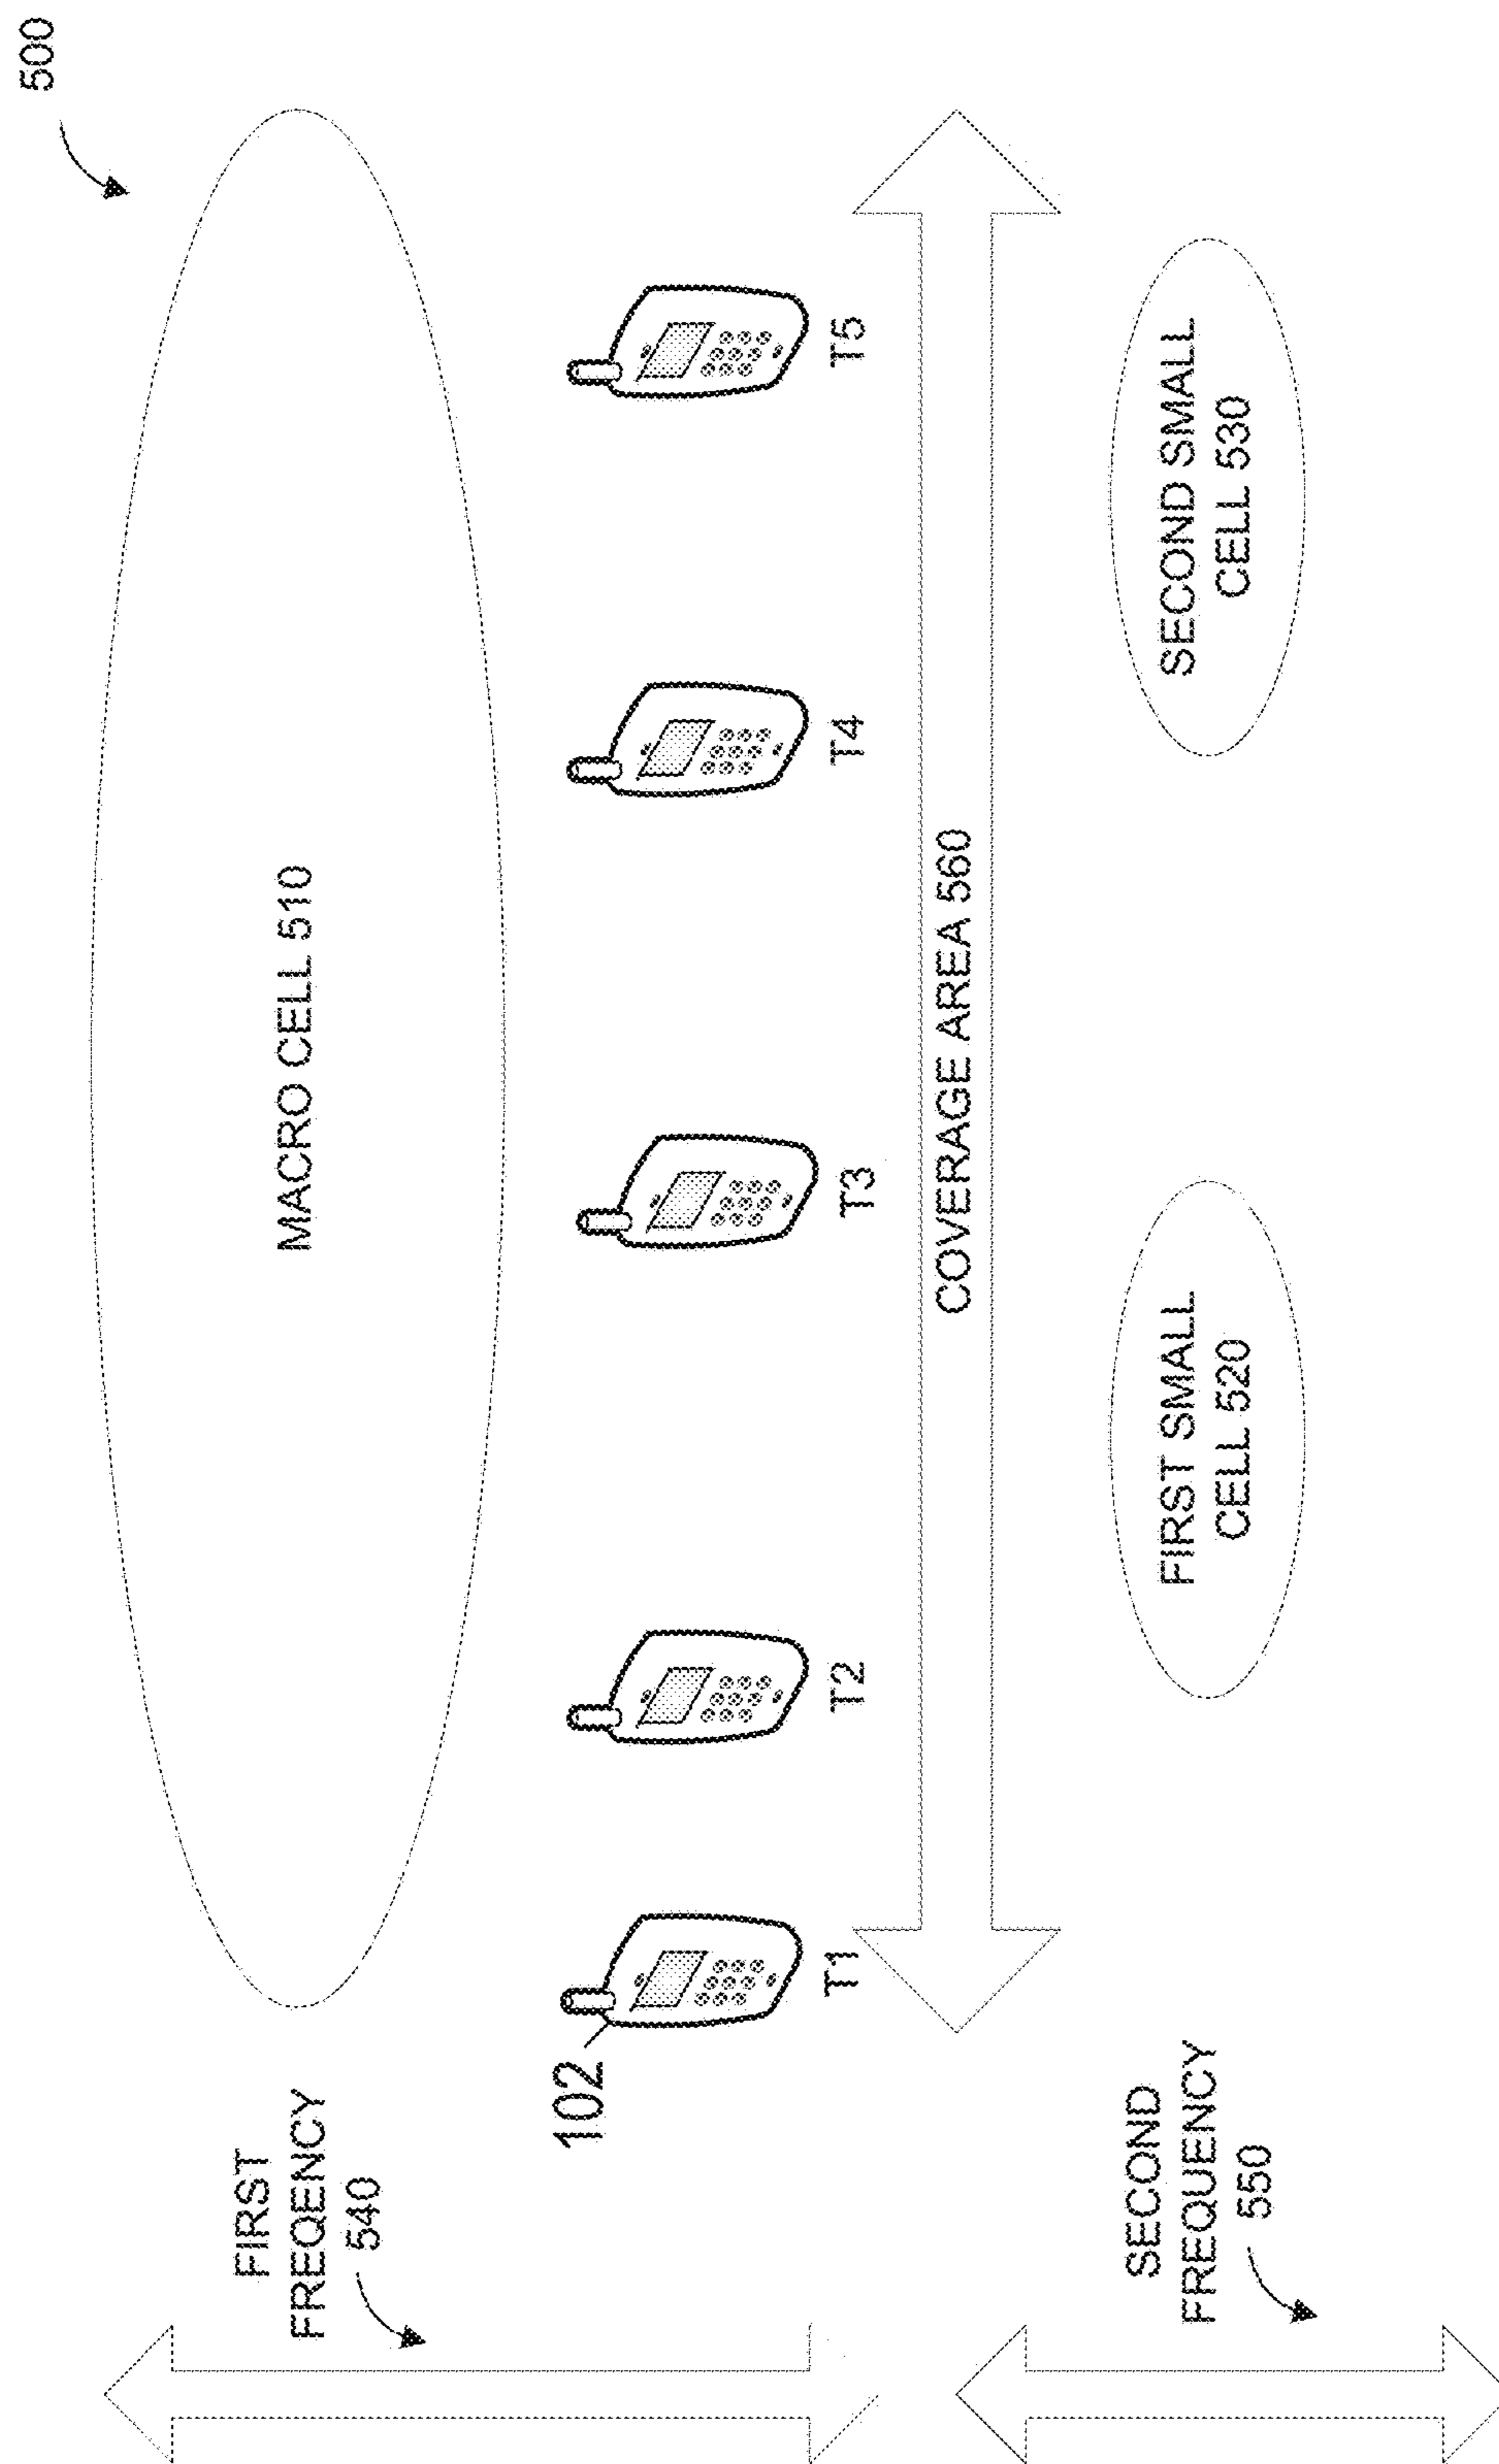 500
FIRST
FREQENCY
540
MACRO CELL 510
102
T1
T2
T3
T4
T5
COVERAGE AREA 560
SECOND
FREQUENCY
550
FIRST SMALL
CELL 520
SECOND SMALL
CELL 530